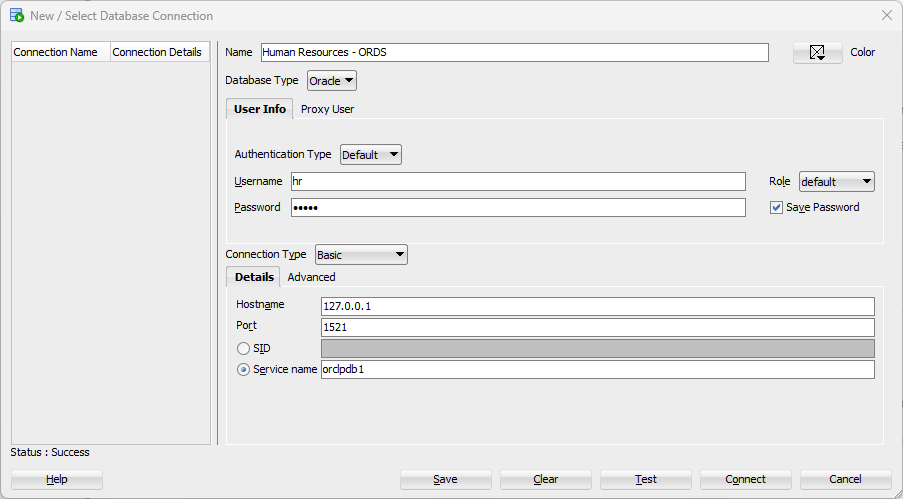 New / Select Database Connection
Connection Name Connection Details
Name Human Resources - ORDS Color
Database Type Oracle
User Info Proxy User
Authentication Type Default
Username hr Role default
Password ••••• Save Password
Connection Type Basic
Details Advanced
Hostname 127.0.0.1
Port 1521
SID
Service name orclpdb1
Status : Success
Help Save Clear Test Connect Cancel